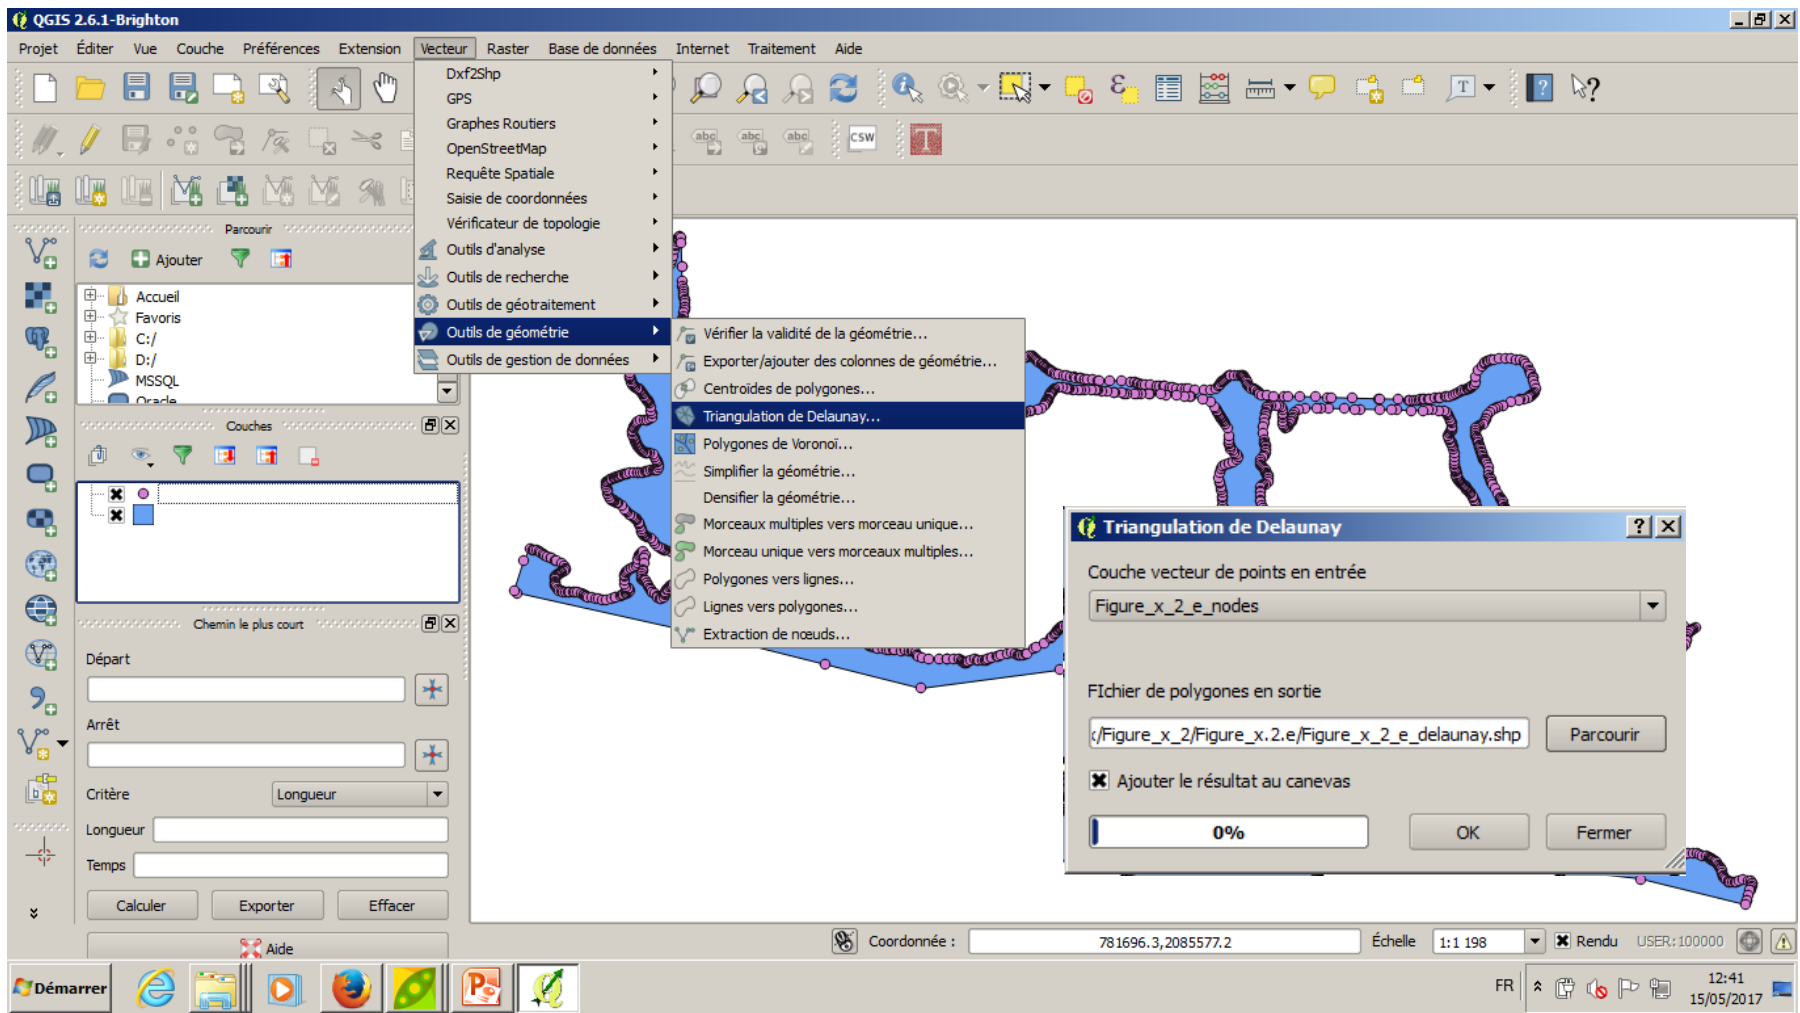 QGIS 2.6.1-Brighton
Projet Éditer Vue Couche Préférences Extension Vecteur Raster Base de données Internet Traitement Aide
Dxf2Shp
GPS
Graphes Routiers
OpenStreetMap
Requête Spatiale
Saisie de coordonnées
Vérificateur de topologie
Outils d'analyse
Outils de recherche
Outils de géotraitement
Outils de géométrie
Outils de gestion de données
Vérifier la validité de la géométrie...
Exporter/ajouter des colonnes de géométrie...
Centroïdes de polygones...
Triangulation de Delaunay...
Polygones de Voronoï...
Simplifier la géométrie...
Densifier la géométrie...
Morceaux multiples vers morceau unique...
Morceau unique vers morceaux multiples...
Polygones vers lignes...
Lignes vers polygones...
Extraction de nœuds...
abc abc abc CSW T
Parcourir
Ajouter
Accueil
Favoris
C:/
D:/
MSSQL
Oracle
Couches
Chemin le plus court
Départ
Arrêt
Critère Longueur
Longueur
Temps
Calculer Exporter Effacer
Aide
Triangulation de Delaunay
Couche vecteur de points en entrée
Figure_x_2_e_nodes
FIchier de polygones en sortie
/Figure_x_2/Figure_x.2.e/Figure_x_2_e_delaunay.shp Parcourir
Ajouter le résultat au canevas
0% OK Fermer
Coordonnée : 781696.3,2085577.2 Échelle 1:1 198 Rendu USER:100000
Démarrer
FR
12:41
15/05/2017